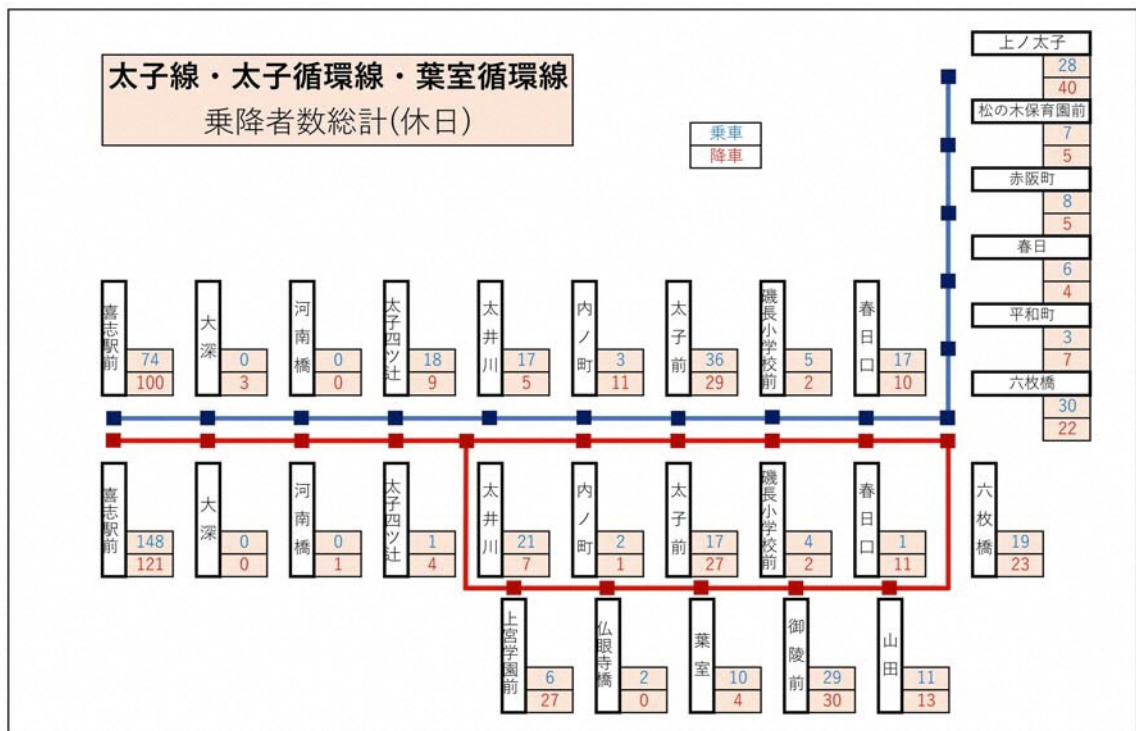 太子線・太子循環線・葉室循環線
乗降者数総計(休日)
乗車
降車
上ノ太子
28
40
松の木保育園前
7
5
赤阪町
8
5
春日
6
4
平和町
3
7
六枚橋
30
22
喜志駅前
74
100
大深
0
3
河南橋
0
0
太子四ツ辻
18
9
太井川
17
5
内ノ町
3
11
太子前
36
29
磯長小学校前
5
2
春日口
17
10
喜志駅前
148
121
大深
0
0
河南橋
0
1
太子四ツ辻
1
4
太井川
21
7
内ノ町
2
1
太子前
17
27
磯長小学校前
4
2
春日口
1
11
六枚橋
19
23
上宮学園前
6
27
仏眼寺橋
2
0
葉室
10
4
御陵前
29
30
山田
11
13